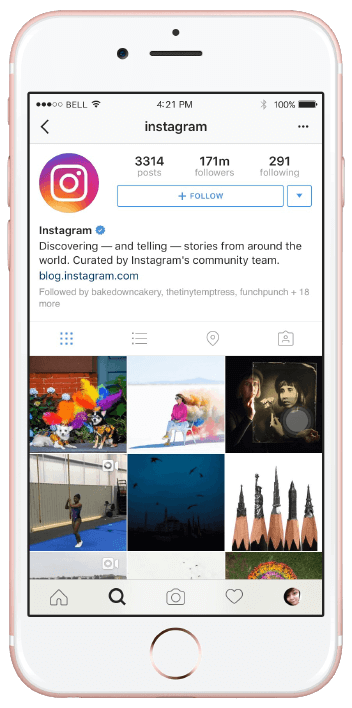 BELL 4:21 PM 100%
instagram
3314 171m 291
posts followers following
+ FOLLOW
Instagram
Discovering — and telling — stories from around the
world. Curated by Instagram's community team.
blog.instagram.com
Followed by bakedowncakery, thetinytemptress, funchpunch + 18
more